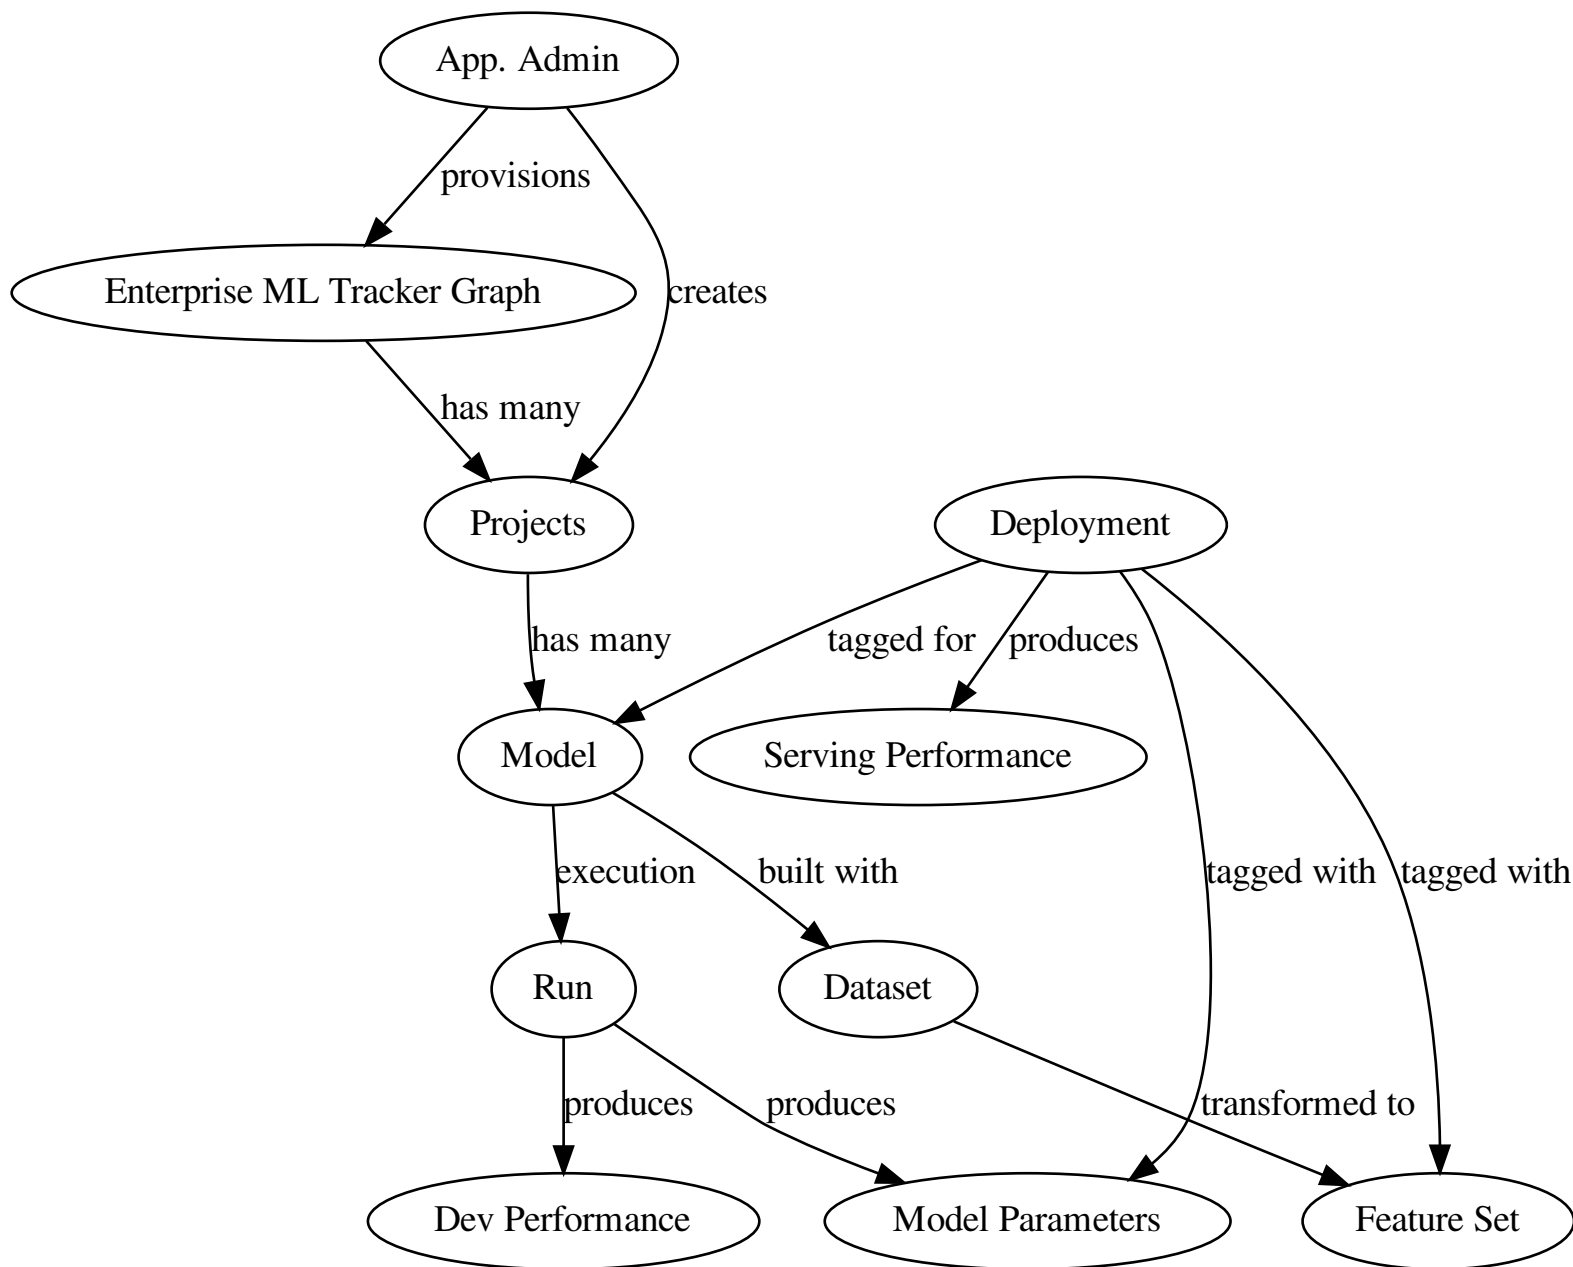 App. Admin
provisions
Enterprise ML Tracker Graph
creates
has many
Projects
Deployment
has many
tagged for
produces
Model
Serving Performance
execution
built with
tagged with
tagged with
Run
Dataset
produces
produces
transformed to
Dev Performance
Model Parameters
Feature Set